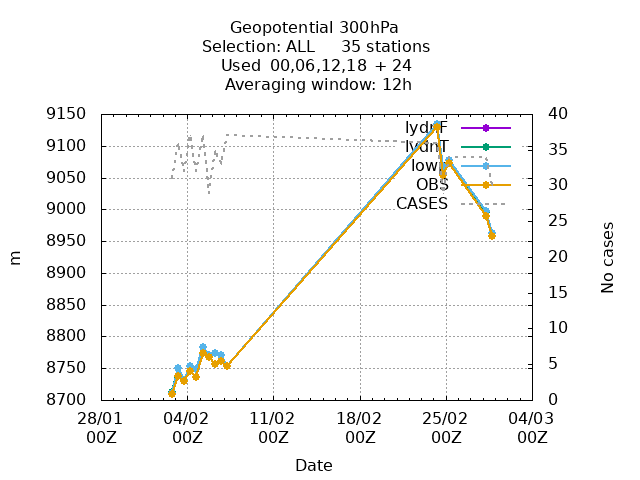 Geopotential 300hPa
Selection: ALL 35 stations
Used 00,06,12,18 + 24
Averaging window: 12h
9150
9100
9050
9000
8950
8900
8850
8800
8750
8700
m
40
35
30
25
20
15
10
5
0
No cases
OBS
CASES
28/01 04/02 11/02 18/02 25/02 04/03
00Z 00Z 00Z 00Z 00Z 00Z
Date